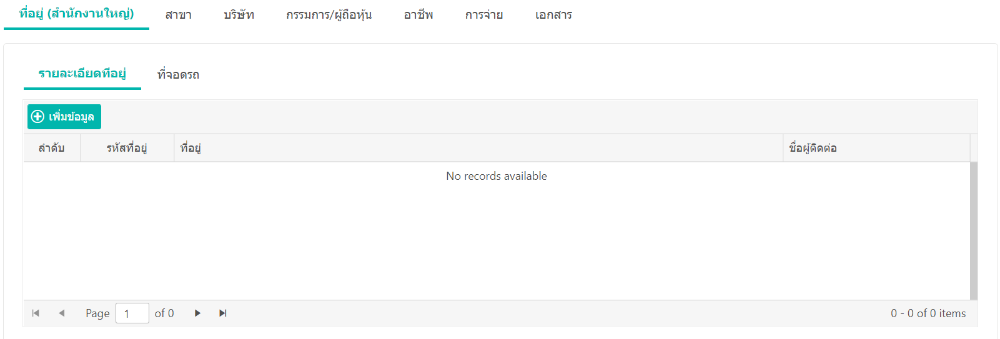 ที่อยู่ (สำนักงานใหญ่) สาขา บริษัท กรรมการ/ผู้ถือหุ้น อาชีพ การจ่าย เอกสาร
รายละเอียดที่อยู่ ที่จอดรถ
เพิ่มข้อมูล
ลำดับ รหัสที่อยู่ ที่อยู่ ชื่อผู้ติดต่อ
No records available
Page 1 of 0 0 - 0 of 0 items